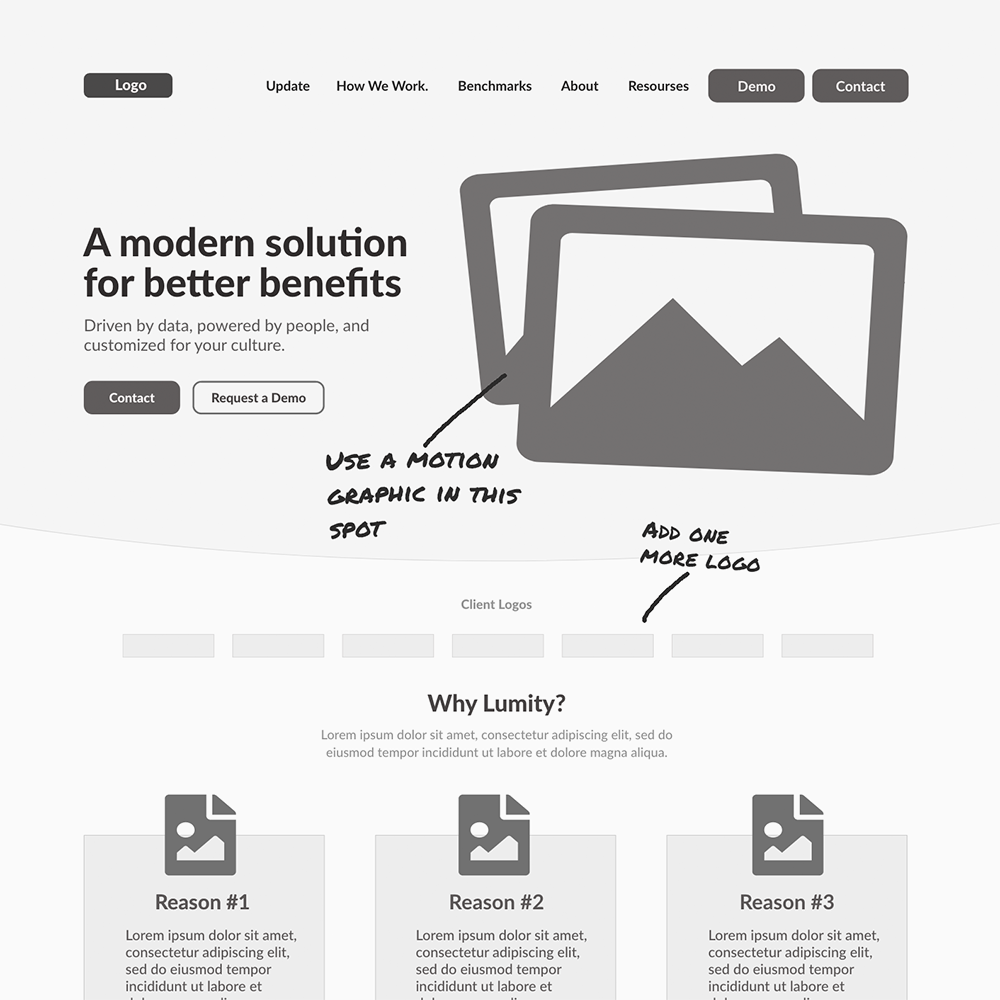 Logo
Update How We Work. Benchmarks About Resourses Demo Contact
A modern solution
for better benefits
Driven by data, powered by people, and
customized for your culture.
Contact Request a Demo
Use a motion
graphic in this
spot
Add one
more logo
Client Logos
Why Lumity?
Lorem ipsum dolor sit amet, consectetur adipiscing elit, sed do
eiusmod tempor incididunt ut labore et dolore magna aliqua.
Reason #1
Lorem ipsum dolor sit amet,
consectetur adipiscing elit,
sed do eiusmod tempor
incididunt ut labore et
Reason #2
Lorem ipsum dolor sit amet,
consectetur adipiscing elit,
sed do eiusmod tempor
incididunt ut labore et
Reason #3
Lorem ipsum dolor sit amet,
consectetur adipiscing elit,
sed do eiusmod tempor
incididunt ut labore et